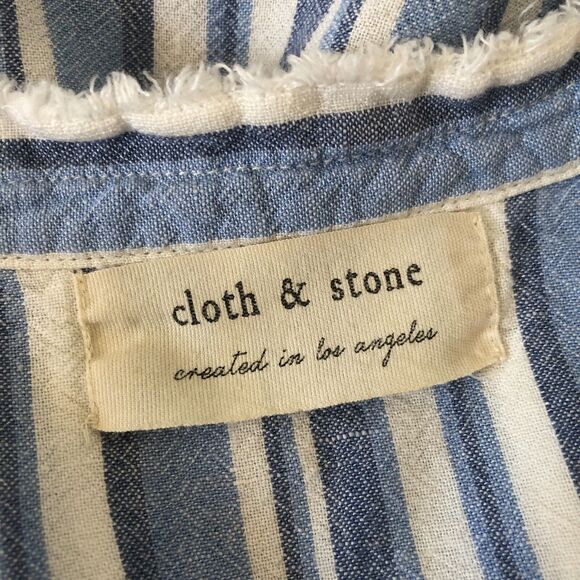 cloth & stone
created in los angeles